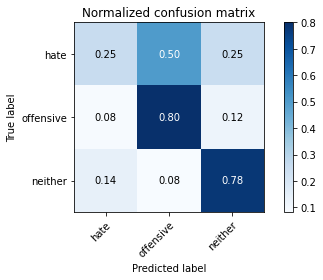 Normalized confusion matrix
True label
hate
offensive
neither
0.25 0.50 0.25
0.08 0.80 0.12
0.14 0.08 0.78
hate
offensive
neither
Predicted label
0.8
0.7
0.6
0.5
0.4
0.3
0.2
0.1